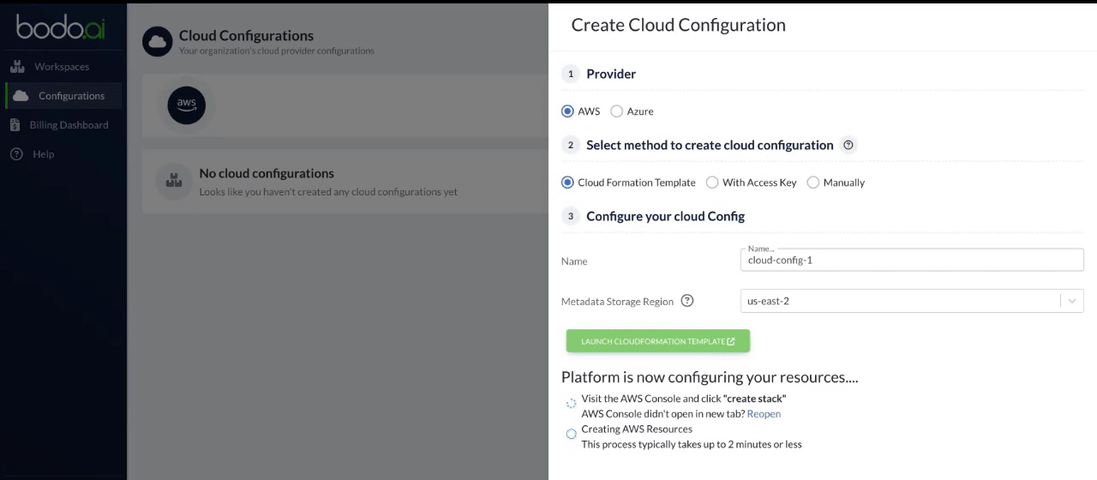 bodo.ai
Workspaces
Configurations
Billing Dashboard
Help
Cloud Configurations
Your organization's cloud provider configurations
aws
No cloud configurations
Looks like you haven't created any cloud configurations yet
Create Cloud Configuration
1 Provider
AWS Azure
2 Select method to create cloud configuration ?
Cloud Formation Template With Access Key Manually
3 Configure your cloud Config
Name...
Name cloud-config-1
Metadata Storage Region ? us-east-2
LAUNCH CLOUDFORMATION TEMPLATE
Platform is now configuring your resources....
Visit the AWS Console and click "create stack"
AWS Console didn't open in new tab? Reopen
Creating AWS Resources
This process typically takes up to 2 minutes or less